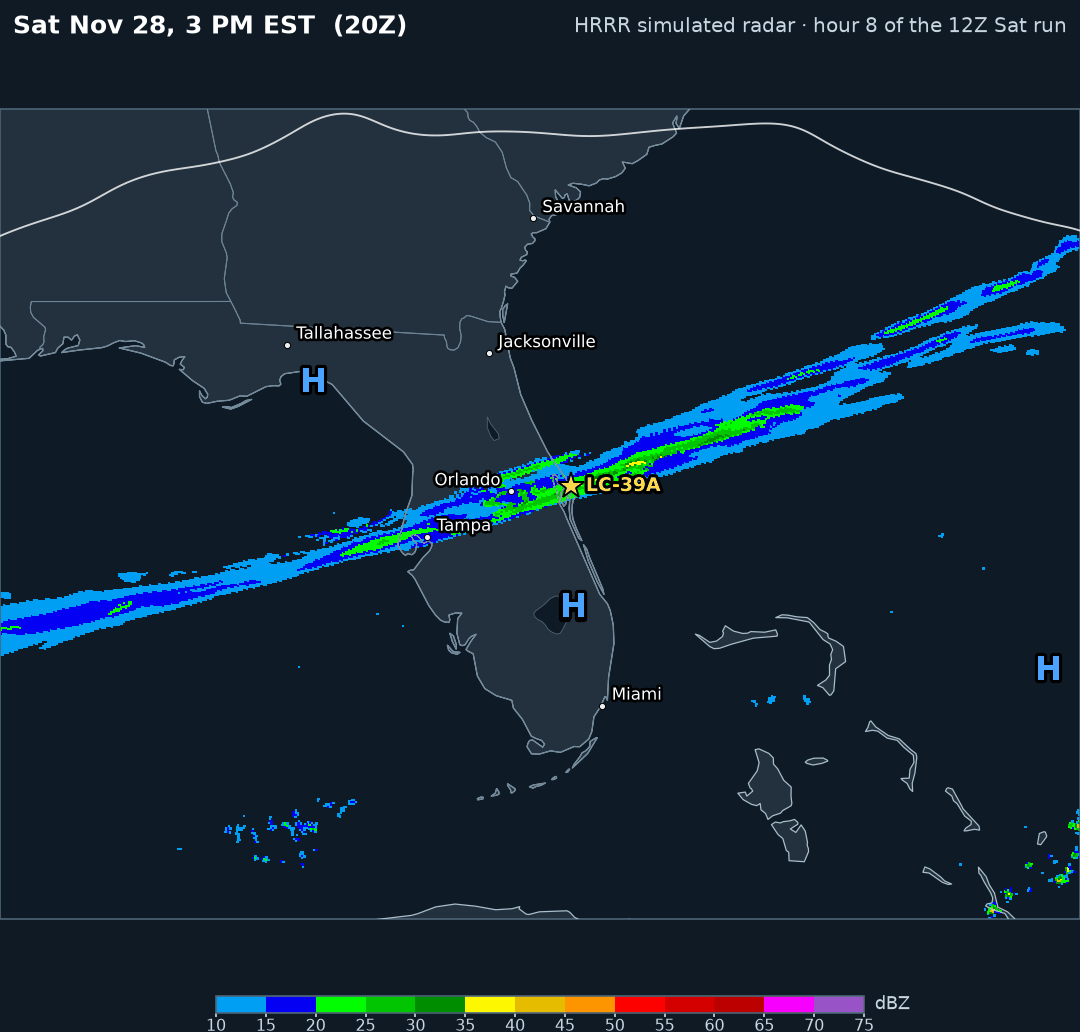 Sat Nov 28, 3 PM EST (20Z)
HRRR simulated radar · hour 8 of the 12Z Sat run
Savannah
Tallahassee
Jacksonville
H
Orlando
LC-39A
Tampa
H
H
Miami
dBZ
10 15 20 25 30 35 40 45 50 55 60 65 70 75